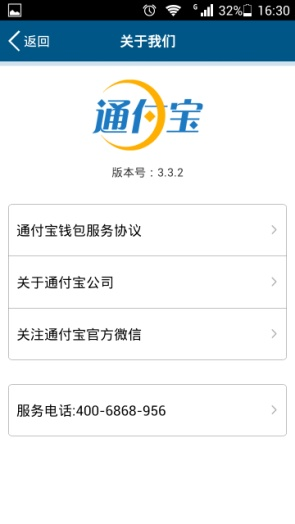 6 32% 16:30
返回 关于我们
通付宝
版本号：3.3.2
通付宝钱包服务协议
关于通付宝公司
关注通付宝官方微信
服务电话:400-6868-956